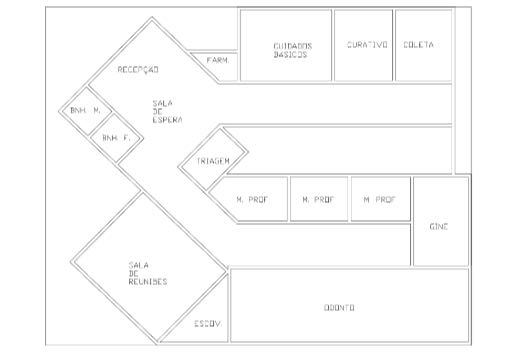 CUIDADOS
BASICOS
CURATIVO
COLETA
FARM.
RECEPÇÃO
SALA
DE
ESPERA
BNH. M.
BNH. F.
TRIAGEM
M. PROF
M. PROF
M PROF
GINE
SALA
DE
REUNIÕES
ODONTO
ESCOV.